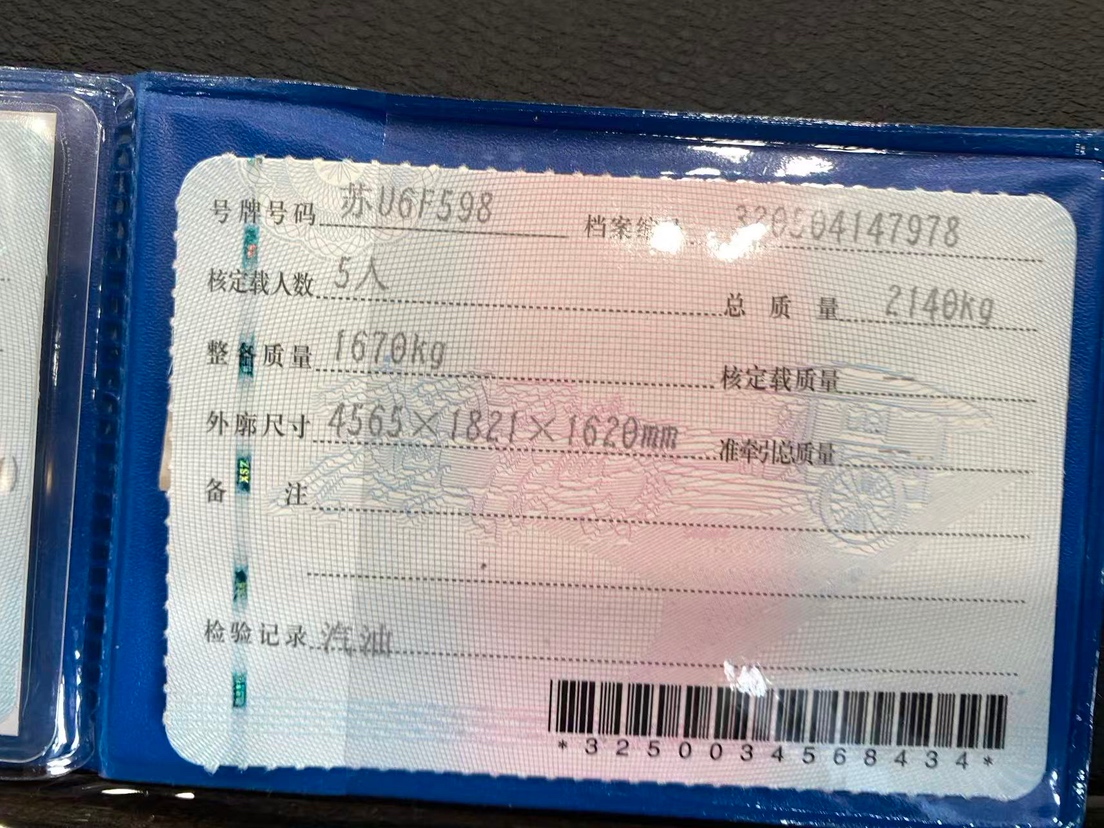 号牌号码 苏U6F598 档案编号 320504147978
核定载人数 5人 总质量 2140kg
整备质量 1670kg 核定载质量 --
外廓尺寸 4565×1821×1620mm 准牵引总质量 --
备注
检验记录 汽油
*3250034568434*
XSZ